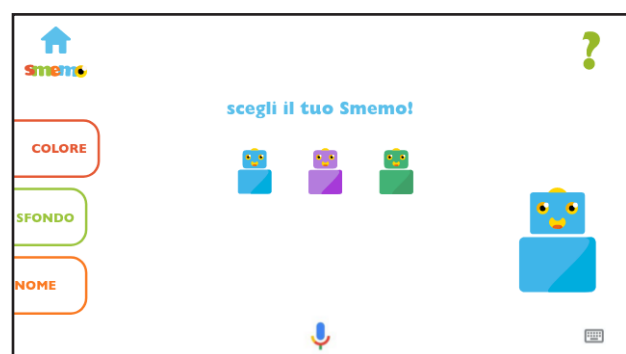 smemo
?
scegli il tuo Smemo!
COLORE
SFONDO
NOME